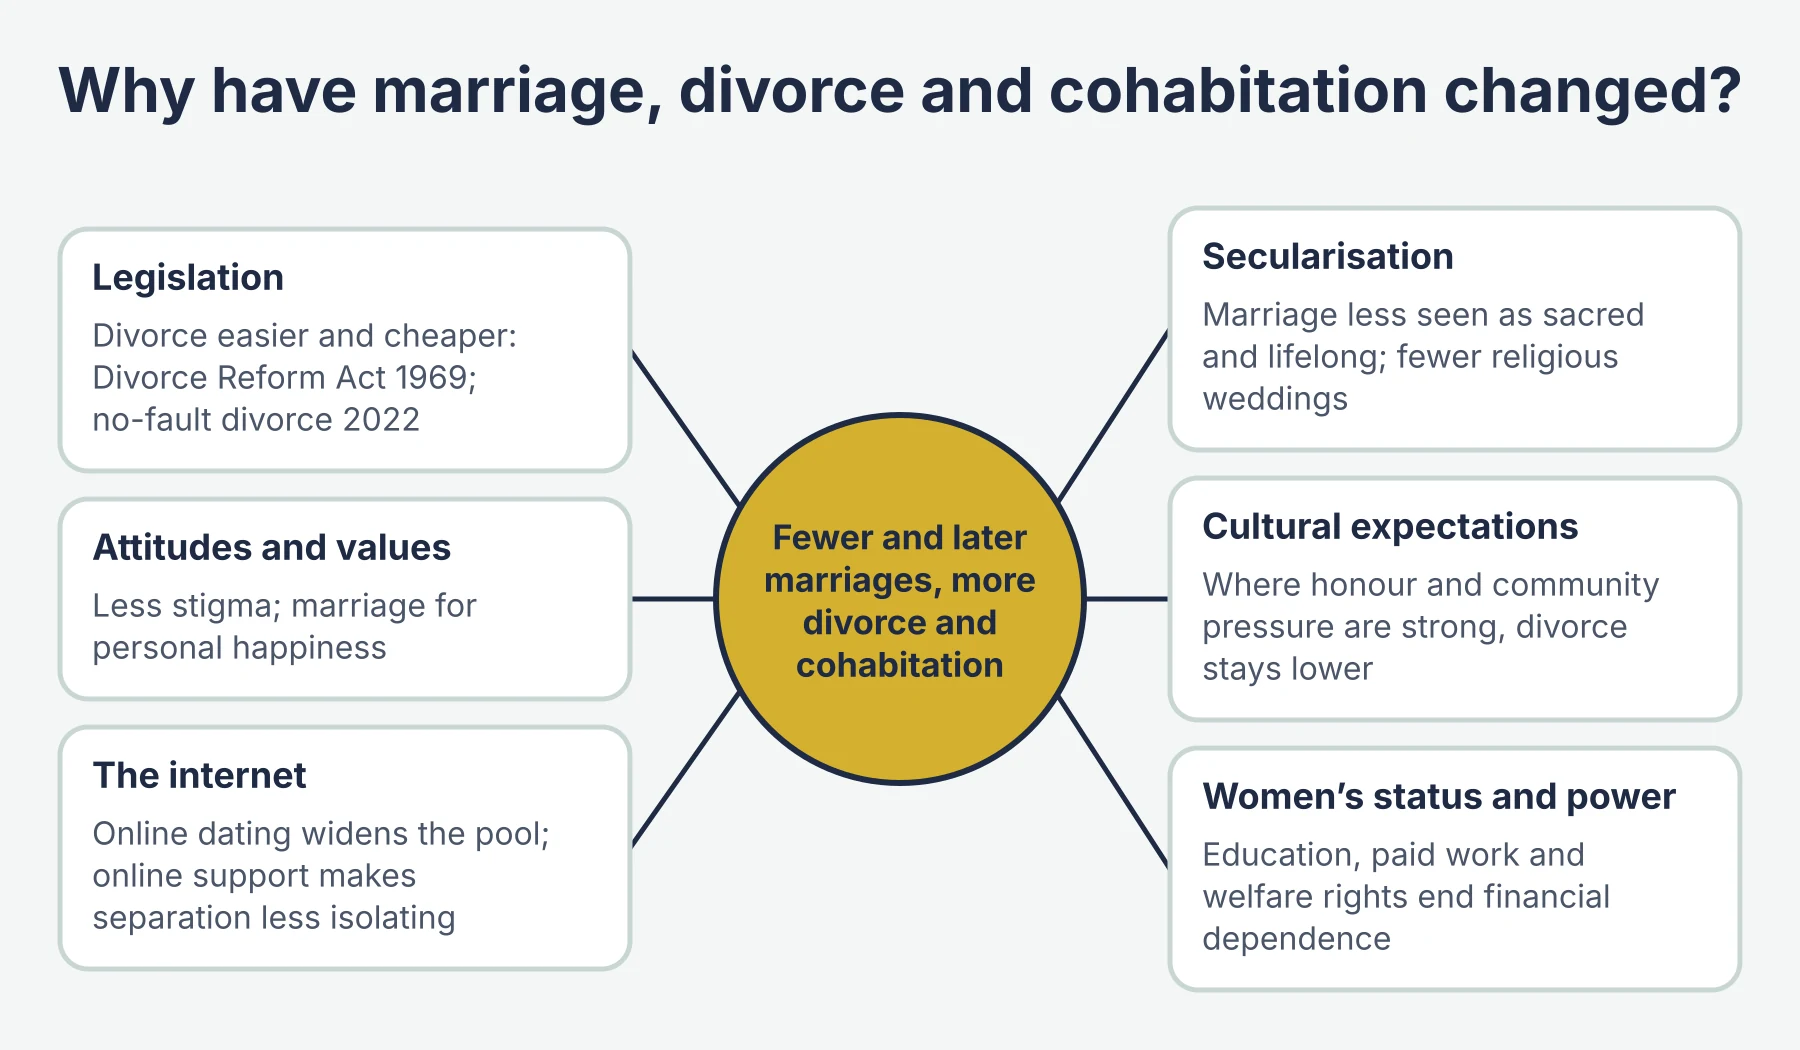 Why have marriage, divorce and cohabitation changed?
Legislation
Divorce easier and cheaper:
Divorce Reform Act 1969;
no-fault divorce 2022
Attitudes and values
Less stigma; marriage for
personal happiness
The internet
Online dating widens the pool;
online support makes
separation less isolating
Fewer and later
marriages, more
divorce and
cohabitation
Secularisation
Marriage less seen as sacred
and lifelong; fewer religious
weddings
Cultural expectations
Where honour and community
pressure are strong, divorce
stays lower
Women’s status and power
Education, paid work and
welfare rights end financial
dependence